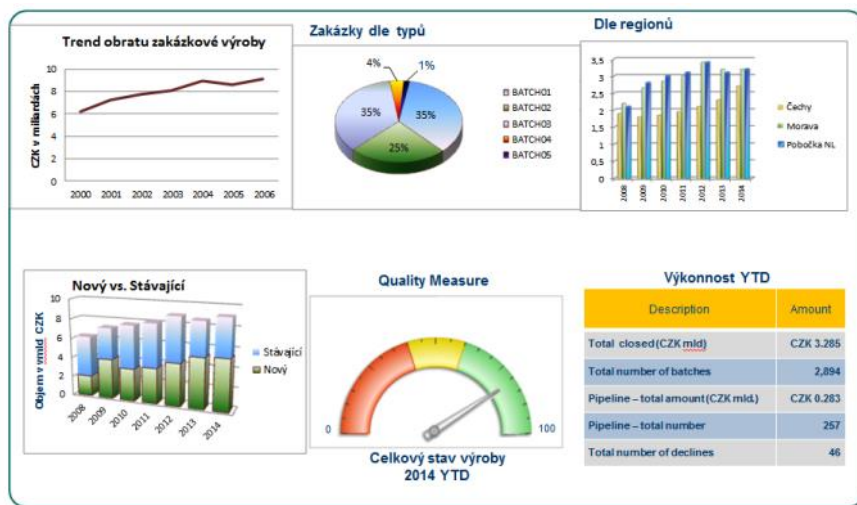 Trend obratu zakázkové výroby
CZK v miliardách
10
8
6
4
2
0
2000 2001 2002 2003 2004 2005 2006
Zakázky dle typů
4%
1%
35%
35%
25%
BATCH01
BATCH02
BATCH03
BATCH04
BATCH05
Dle regionů
3,5
3
2,5
2
1,5
1
0,5
0
2008 2009 2010 2011 2012 2013 2014
Čechy
Morava
Pobočka NL
Nový vs. Stávající
Objem v vmld CZK
10
8
6
4
2
0
2008 2009 2010 2011 2012 2013 2014
Stávající
Nový
Quality Measure
0 100
Celkový stav výroby
2014 YTD
Výkonnost YTD
Description Amount
Total closed (CZK mld) CZK 3.285
Total number of batches 2,894
Pipeline – total amount (CZK mld.) CZK 0.283
Pipeline – total number 257
Total number of declines 46